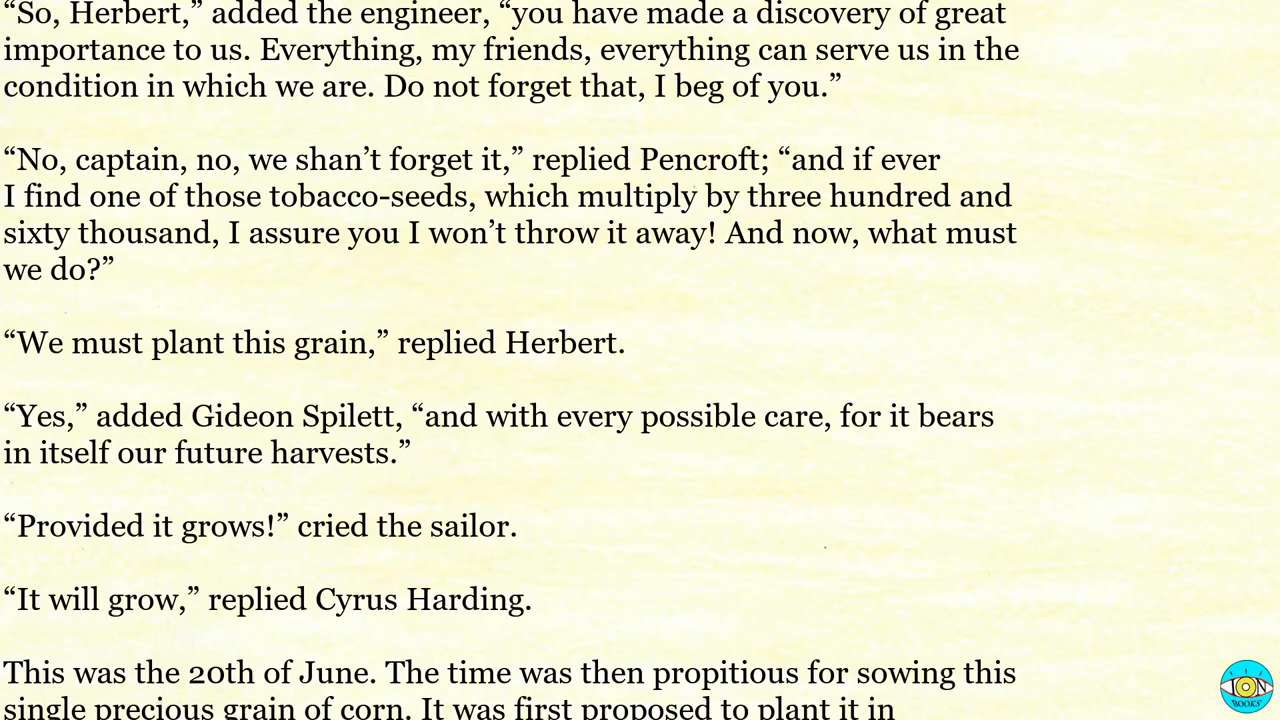 “So, Herbert,” added the engineer, “you have made a discovery of great
importance to us. Everything, my friends, everything can serve us in the
condition in which we are. Do not forget that, I beg of you.”
“No, captain, no, we shan’t forget it,” replied Pencroft; “and if ever
I find one of those tobacco-seeds, which multiply by three hundred and
sixty thousand, I assure you I won’t throw it away! And now, what must
we do?”
“We must plant this grain,” replied Herbert.
“Yes,” added Gideon Spilett, “and with every possible care, for it bears
in itself our future harvests.”
“Provided it grows!” cried the sailor.
“It will grow,” replied Cyrus Harding.
This was the 20th of June. The time was then propitious for sowing this
single precious grain of corn. It was first proposed to plant it in
ION
BOOKS